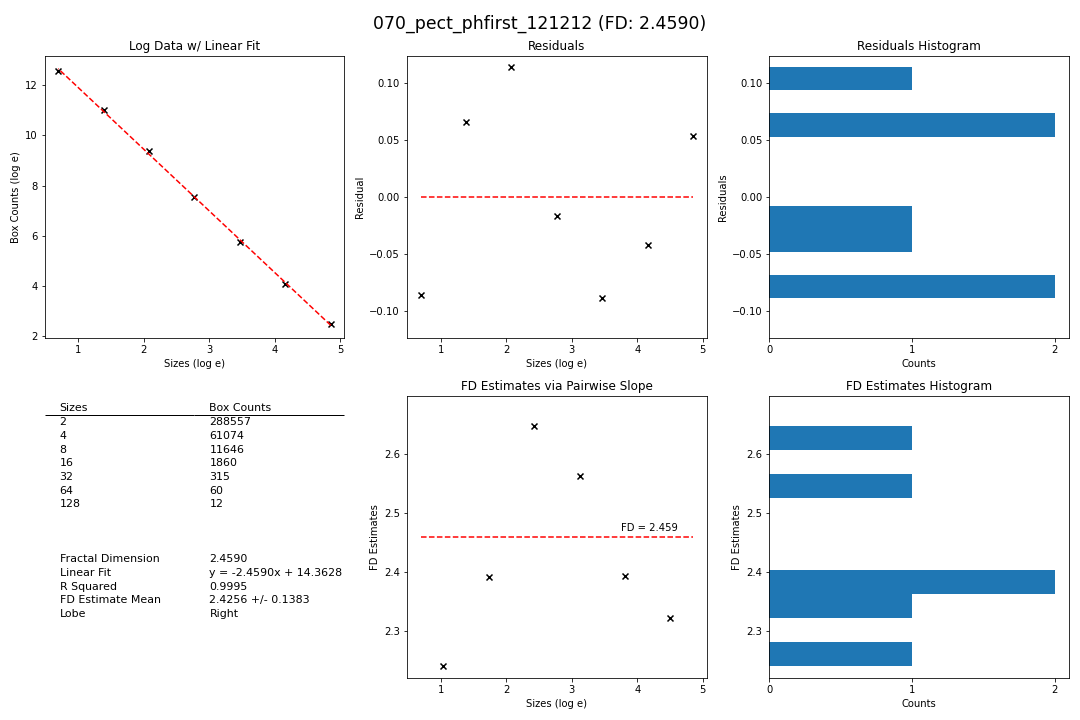 070_pect_phfirst_121212 (FD: 2.4590)
Log Data w/ Linear Fit
Box Counts (log e)
12
10
8
6
4
2
1 2 3 4 5
Sizes (log e)
Residuals
Residual
0.10
0.05
0.00
−0.05
−0.10
1 2 3 4 5
Sizes (log e)
Residuals Histogram
Residuals
0.10
0.05
0.00
−0.05
−0.10
0 1 2
Counts
Sizes Box Counts
2 288557
4 61074
8 11646
16 1860
32 315
64 60
128 12
Fractal Dimension 2.4590
Linear Fit y = -2.4590x + 14.3628
R Squared 0.9995
FD Estimate Mean 2.4256 +/- 0.1383
Lobe Right
FD Estimates via Pairwise Slope
FD Estimates
2.6
2.5
2.4
2.3
FD = 2.459
1 2 3 4 5
Sizes (log e)
FD Estimates Histogram
FD Estimates
2.6
2.5
2.4
2.3
0 1 2
Counts